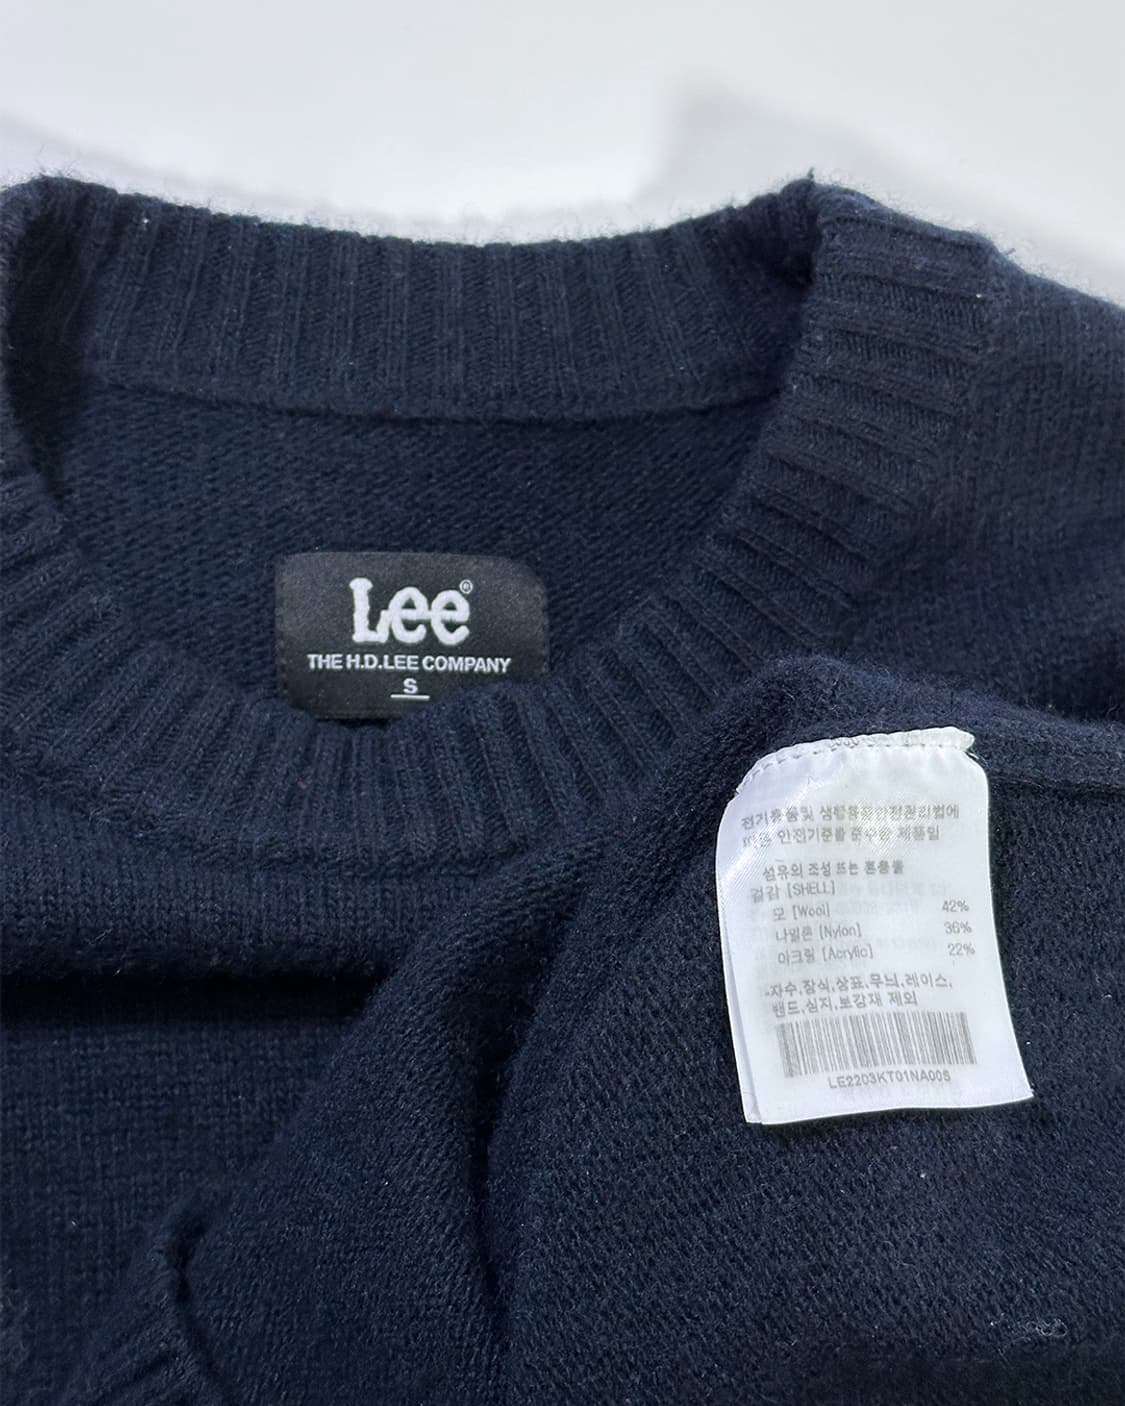 Lee®
THE H.D.LEE COMPANY
S
전기용품및 생활용품안전관리법에
따른 안전기준을 준수한 제품임
섬유의 조성 또는 혼용율
겉감 [SHELL]
모 [Wool] 42%
나일론 [Nylon] 36%
아크릴 [Acrylic] 22%
자수,장식,상표,무늬,레이스,
밴드,심지,보강재 제외
LE2203KT01NA00S